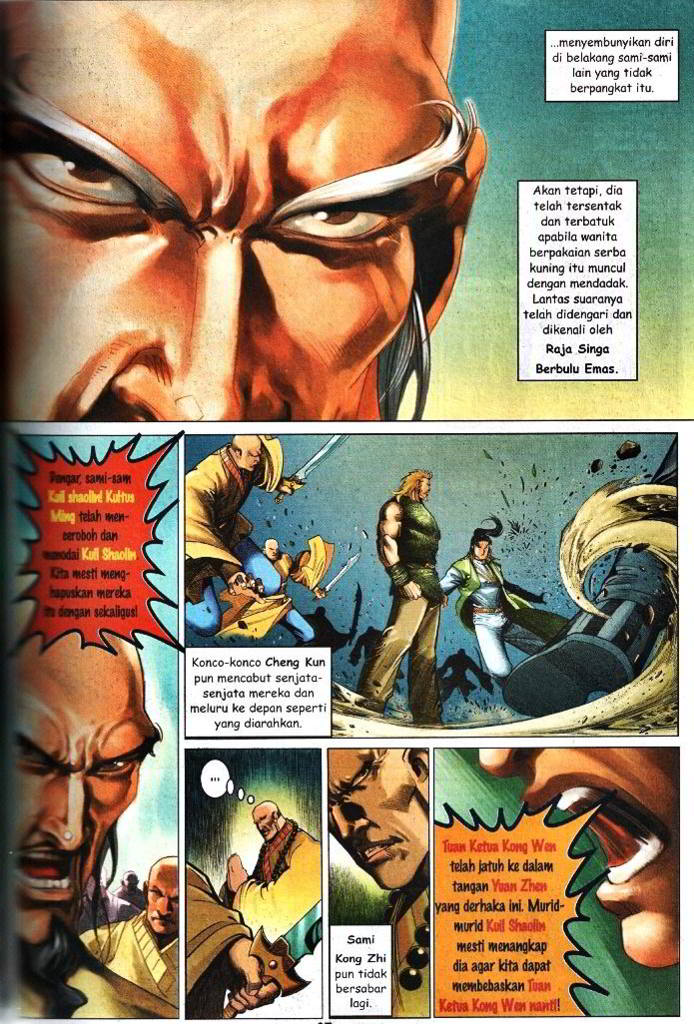 ...menyembunyikan diri
di belakang sami-sami
lain yang tidak
berpangkat itu.
Akan tetapi, dia
telah tersentak
dan terbatuk
apabila wanita
berpakaian serba
kuning itu muncul
dengan mendadak.
Lantas suaranya
telah didengari dan
dikenali oleh
Raja Singa
Berbulu Emas.
Dengar, sami-sam
Kuil shaolin! Kultus
Ming telah men-
ceroboh dan
menodai Kuil Shaolin
Kita mesti meng-
hapuskan mereka
itu dengan sekaligus!
Konco-konco Cheng Kun
pun mencabut senjata-
senjata mereka dan
meluru ke depan seperti
yang diarahkan.
...
Sami
Kong Zhi
pun tidak
bersabar
lagi.
Tuan Ketua Kong Wen
telah jatuh ke dalam
tangan Yuan Zhen
yang derhaka ini. Murid-
murid Kuil Shaolin
mesti menangkap
dia agar kita dapat
membebaskan Tuan
Ketua Kong Wen nanti!